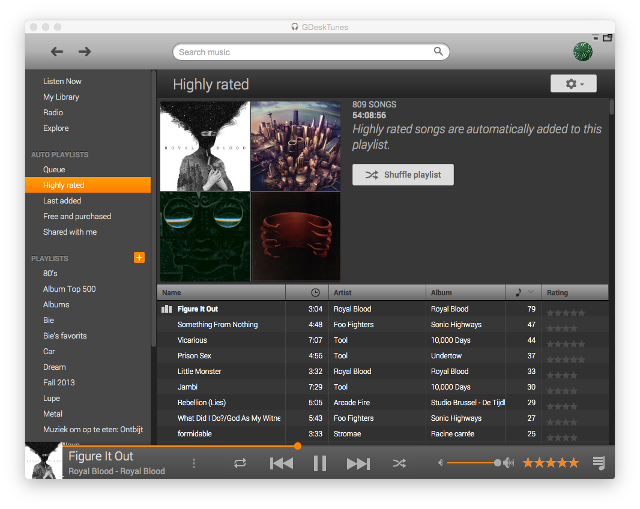 GDeskTunes
Search music
Listen Now
My Library
Radio
Explore
AUTO PLAYLISTS
Queue
Highly rated
Last added
Free and purchased
Shared with me
PLAYLISTS
80's
Album Top 500
Albums
Bie
Bie's favorits
Car
Dream
Fall 2013
Lupe
Metal
Muziek om op te eten: Ontbijt
Highly rated
ROYAL BLOOD
809 SONGS
54:08:56
Highly rated songs are automatically added to this
playlist.
Shuffle playlist
Name Artist Album Rating
Figure It Out 3:04 Royal Blood Royal Blood 79
Something From Nothing 4:48 Foo Fighters Sonic Highways 47
Vicarious 7:07 Tool 10,000 Days 44
Prison Sex 4:56 Tool Undertow 37
Little Monster 3:32 Royal Blood Royal Blood 33
Jambi 7:29 Tool 10,000 Days 30
Rebellion (Lies) 5:05 Arcade Fire Studio Brussel - De Tijdl 29
What Did I Do?/God As My Witne 5:43 Foo Fighters Sonic Highways 27
formidable 3:33 Stromae Racine carrée 25
Figure It Out
Royal Blood - Royal Blood